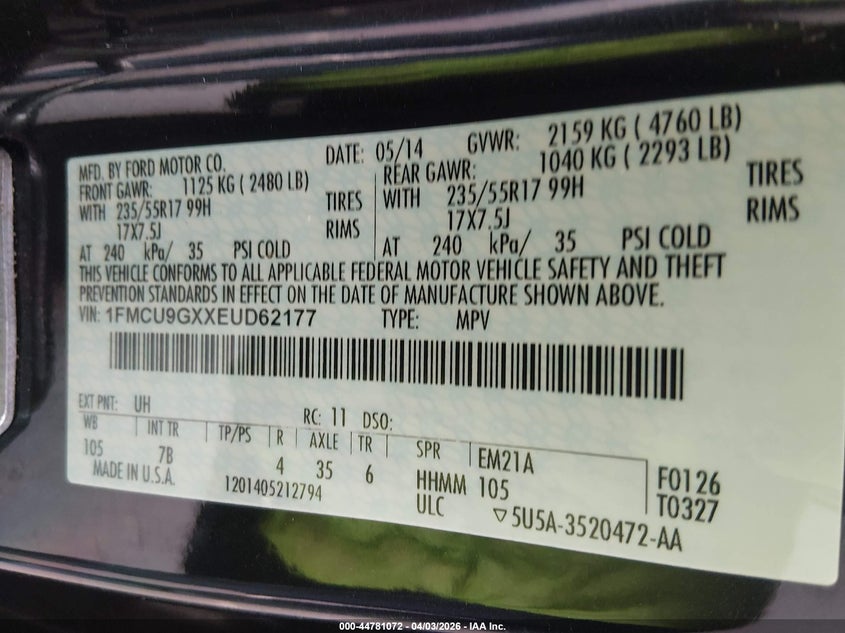 MFD. BY FORD MOTOR CO. DATE: 05/14 GVWR: 2159 KG ( 4760 LB)
FRONT GAWR: 1125 KG ( 2480 LB) REAR GAWR: 1040 KG ( 2293 LB)
WITH 235/55R17 99H TIRES WITH 235/55R17 99H TIRES
17X7.5J RIMS 17X7.5J RIMS
AT 240 kPa/ 35 PSI COLD AT 240 kPa/ 35 PSI COLD
THIS VEHICLE CONFORMS TO ALL APPLICABLE FEDERAL MOTOR VEHICLE SAFETY AND THEFT
PREVENTION STANDARDS IN EFFECT ON THE DATE OF MANUFACTURE SHOWN ABOVE.
VIN: 1FMCU9GXXEUD62177 TYPE: MPV
EXT PNT: UH RC: 11 DSO:
WB INT TR TP/PS R AXLE TR SPR EM21A
105 7B 4 35 6 HHMM 105 F0126
MADE IN U.S.A. 1201405212794 ULC ▽5U5A-3520472-AA T0327
000-44781072 - 04/03/2026 - IAA Inc.